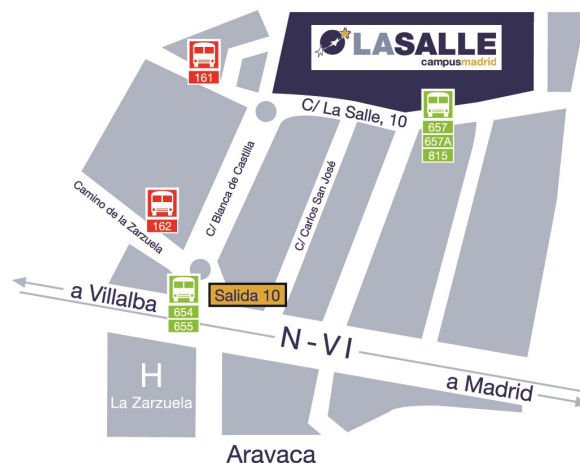 LASALLE
campusmadrid
161
C/ La Salle, 10
657
657A
815
C/ Blanca de Castilla
C/ Carlos San José
Camino de la Zarzuela
162
a Villalba
Salida 10
654
655
N-VI
a Madrid
H
La Zarzuela
Aravaca